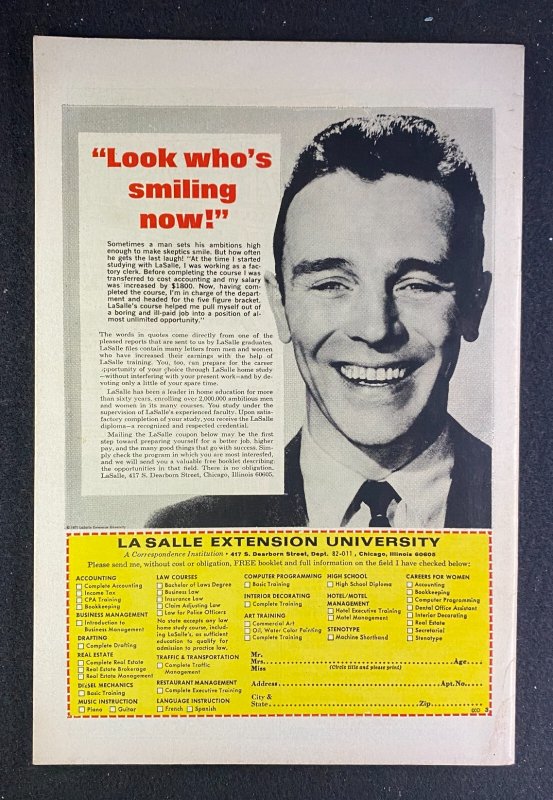 “Look who’s
smiling
now!”
Sometimes a man sets his ambitions high
enough to make skeptics smile. But how often
he gets the last laugh! “At the time I started
studying with LaSalle, I was working as a fac-
tory clerk. Before completing the course I was
transferred to cost accounting and my salary
was increased by $1800. Now, having com-
pleted the course, I’m in charge of the depart-
ment and headed for the five figure bracket.
LaSalle’s course helped me pull myself out of
a boring and ill-paid job into a position of al-
most unlimited opportunity.”
The words in quotes come directly from one of the
pleased reports that are sent to us by LaSalle graduates.
LaSalle files contain many letters from men and women
who have increased their earnings with the help of
LaSalle training. You, too, can prepare for the career
opportunity of your choice through LaSalle home study
—without interfering with your present work—and by de-
voting only a little of your spare time.
LaSalle has been a leader in home education for more
than sixty years, enrolling over 2,000,000 ambitious men
and women in its many courses. You study under the
supervision of LaSalle’s experienced faculty. Upon satis-
factory completion of your study, you receive the LaSalle
diploma—a recognized and respected credential.
Mailing the LaSalle coupon below may be the first
step toward preparing yourself for a better job, higher
pay, and the many good things that go with success. Sim-
ply check the program in which you are most interested,
and we will send you a valuable free booklet describing
the opportunities in that field. There is no obligation.
LaSalle, 417 S. Dearborn Street, Chicago, Illinois 60605.
© 1971 LaSalle Extension University
LA SALLE EXTENSION UNIVERSITY
A Correspondence Institution • 417 S. Dearborn Street, Dept. 82-011, Chicago, Illinois 60605
Please send me, without cost or obligation, FREE booklet and full information on the field I have checked below:
ACCOUNTING
Complete Accounting
Income Tax
CPA Training
Bookkeeping
BUSINESS MANAGEMENT
Introduction to
Business Management
DRAFTING
Complete Drafting
REAL ESTATE
Complete Real Estate
Real Estate Brokerage
Real Estate Management
DIESEL MECHANICS
Basic Training
MUSIC INSTRUCTION
Piano Guitar
LAW COURSES
Bachelor of Laws Degree
Business Law
Insurance Law
Claim Adjusting Law
Law for Police Officers
No state accepts any law
home study course, includ-
ing LaSalle’s, as sufficient
education to qualify for
admission to practice law.
TRAFFIC & TRANSPORTATION
Complete Traffic
Management
RESTAURANT MANAGEMENT
Complete Executive Training
LANGUAGE INSTRUCTION
French Spanish
COMPUTER PROGRAMMING
Basic Training
INTERIOR DECORATING
Complete Training
ART TRAINING
Commercial Art
Oil, Water Color Painting
Complete Training
HIGH SCHOOL
High School Diploma
HOTEL/MOTEL
MANAGEMENT
Hotel Executive Training
Motel Management
STENOTYPE
Machine Shorthand
CAREERS FOR WOMEN
Accounting
Bookkeeping
Computer Programming
Dental Office Assistant
Interior Decorating
Real Estate
Secretarial
Stenotype
Mr.
Mrs. Age
Miss (Circle title and please print)
Address Apt. No.
City &
State Zip
3